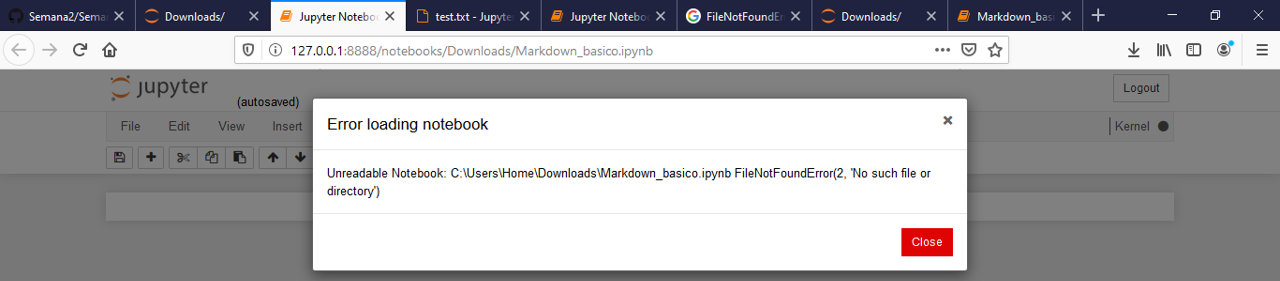 Semana2/Sema
Downloads/
Jupyter Notebo
test.txt - Jupyte
Jupyter Notebo
FileNotFoundEr
Downloads/
Markdown_basi
127.0.0.1:8888/notebooks/Downloads/Markdown_basico.ipynb
jupyter
(autosaved)
Logout
File Edit View Insert
Kernel
Error loading notebook
Unreadable Notebook: C:\Users\Home\Downloads\Markdown_basico.ipynb FileNotFoundError(2, 'No such file or
directory')
Close